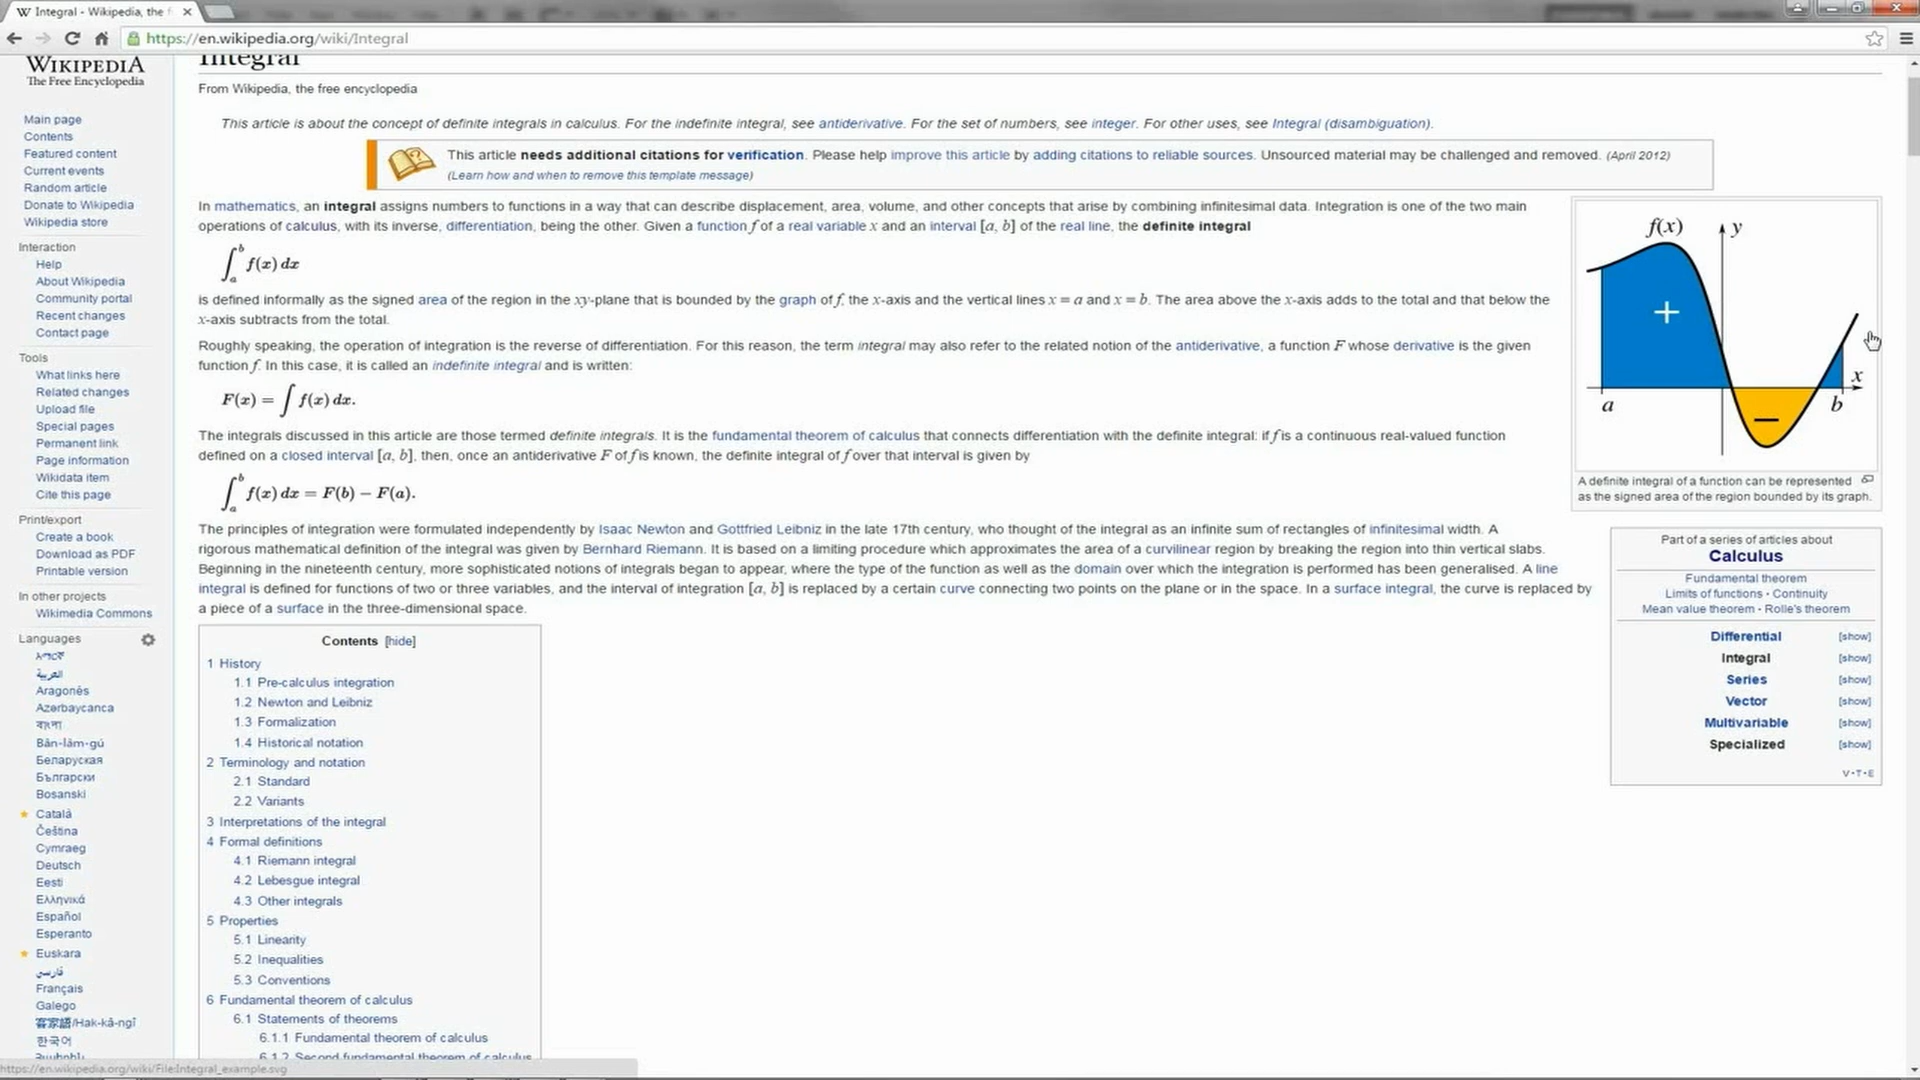 Integral - Wikipedia, the f
https://en.wikipedia.org/wiki/Integral
WIKIPEDIA
The Free Encyclopedia
Main page
Contents
Featured content
Current events
Random article
Donate to Wikipedia
Wikipedia store
Interaction
Help
About Wikipedia
Community portal
Recent changes
Contact page
Tools
What links here
Related changes
Upload file
Special pages
Permanent link
Page information
Wikidata item
Cite this page
Print/export
Create a book
Download as PDF
Printable version
In other projects
Wikimedia Commons
Languages
አማርኛ
العربية
Aragonés
Azərbaycanca
বাংলা
Bân-lâm-gú
Беларуская
Български
Bosanski
Català
Čeština
Cymraeg
Deutsch
Eesti
Ελληνικά
Español
Esperanto
Euskara
فارسی
Français
Galego
客家語/Hak-kâ-ngî
한국어
Integral
From Wikipedia, the free encyclopedia
This article is about the concept of definite integrals in calculus. For the indefinite integral, see antiderivative. For the set of numbers, see integer. For other uses, see Integral (disambiguation).
This article needs additional citations for verification. Please help improve this article by adding citations to reliable sources. Unsourced material may be challenged and removed. (April 2012)
(Learn how and when to remove this template message)
In mathematics, an integral assigns numbers to functions in a way that can describe displacement, area, volume, and other concepts that arise by combining infinitesimal data. Integration is one of the two main
operations of calculus, with its inverse, differentiation, being the other. Given a function f of a real variable x and an interval [a, b] of the real line, the definite integral
∫_a^b f(x) dx
is defined informally as the signed area of the region in the xy-plane that is bounded by the graph of f, the x-axis and the vertical lines x = a and x = b. The area above the x-axis adds to the total and that below the
x-axis subtracts from the total.
Roughly speaking, the operation of integration is the reverse of differentiation. For this reason, the term integral may also refer to the related notion of the antiderivative, a function F whose derivative is the given
function f. In this case, it is called an indefinite integral and is written:
F(x) = ∫ f(x) dx.
The integrals discussed in this article are those termed definite integrals. It is the fundamental theorem of calculus that connects differentiation with the definite integral: if f is a continuous real-valued function
defined on a closed interval [a, b], then, once an antiderivative F of f is known, the definite integral of f over that interval is given by
∫_a^b f(x) dx = F(b) − F(a).
The principles of integration were formulated independently by Isaac Newton and Gottfried Leibniz in the late 17th century, who thought of the integral as an infinite sum of rectangles of infinitesimal width. A
rigorous mathematical definition of the integral was given by Bernhard Riemann. It is based on a limiting procedure which approximates the area of a curvilinear region by breaking the region into thin vertical slabs.
Beginning in the nineteenth century, more sophisticated notions of integrals began to appear, where the type of the function as well as the domain over which the integration is performed has been generalised. A line
integral is defined for functions of two or three variables, and the interval of integration [a, b] is replaced by a certain curve connecting two points on the plane or in the space. In a surface integral, the curve is replaced by
a piece of a surface in the three-dimensional space.
Contents [hide]
1 History
1.1 Pre-calculus integration
1.2 Newton and Leibniz
1.3 Formalization
1.4 Historical notation
2 Terminology and notation
2.1 Standard
2.2 Variants
3 Interpretations of the integral
4 Formal definitions
4.1 Riemann integral
4.2 Lebesgue integral
4.3 Other integrals
5 Properties
5.1 Linearity
5.2 Inequalities
5.3 Conventions
6 Fundamental theorem of calculus
6.1 Statements of theorems
6.1.1 Fundamental theorem of calculus
6.1.2 Second fundamental theorem of calculus
f(x)
y
+
x
a
b
−
A definite integral of a function can be represented
as the signed area of the region bounded by its graph.
Part of a series of articles about
Calculus
Fundamental theorem
Limits of functions · Continuity
Mean value theorem · Rolle's theorem
Differential [show]
Integral [show]
Series [show]
Vector [show]
Multivariable [show]
Specialized [show]
V·T·E
https://en.wikipedia.org/wiki/File:Integral_example.svg